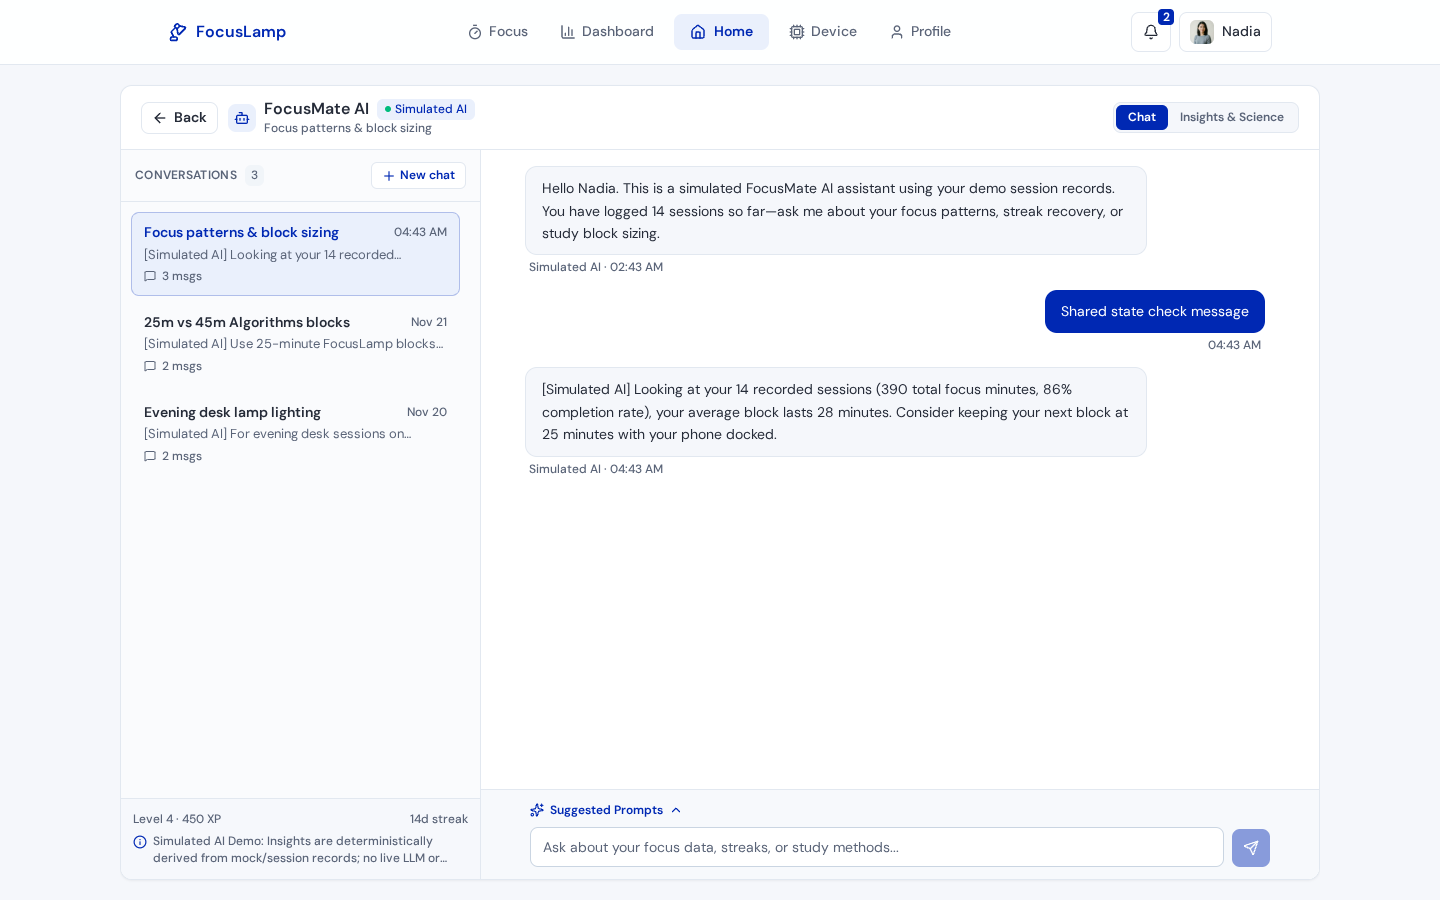 FocusLamp
Focus
Dashboard
Home
Device
Profile
2
Nadia
Back
FocusMate AI
Simulated AI
Focus patterns & block sizing
Chat
Insights & Science
CONVERSATIONS 3
New chat
Focus patterns & block sizing 04:43 AM
[Simulated AI] Looking at your 14 recorded...
3 msgs
25m vs 45m Algorithms blocks Nov 21
[Simulated AI] Use 25-minute FocusLamp blocks...
2 msgs
Evening desk lamp lighting Nov 20
[Simulated AI] For evening desk sessions on...
2 msgs
Level 4 · 450 XP 14d streak
Simulated AI Demo: Insights are deterministically
derived from mock/session records; no live LLM or...
Hello Nadia. This is a simulated FocusMate AI assistant using your demo session records.
You have logged 14 sessions so far—ask me about your focus patterns, streak recovery, or
study block sizing.
Simulated AI · 02:43 AM
Shared state check message
04:43 AM
[Simulated AI] Looking at your 14 recorded sessions (390 total focus minutes, 86%
completion rate), your average block lasts 28 minutes. Consider keeping your next block at
25 minutes with your phone docked.
Simulated AI · 04:43 AM
Suggested Prompts
Ask about your focus data, streaks, or study methods...